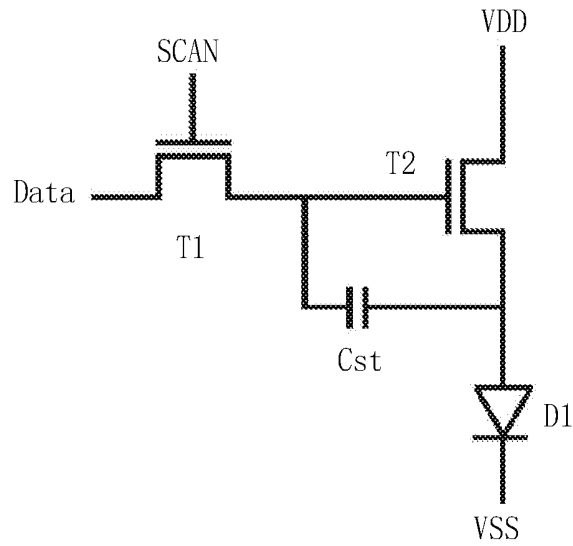 SCAN
VDD
T2
Data
T1
Cst
D1
VSS